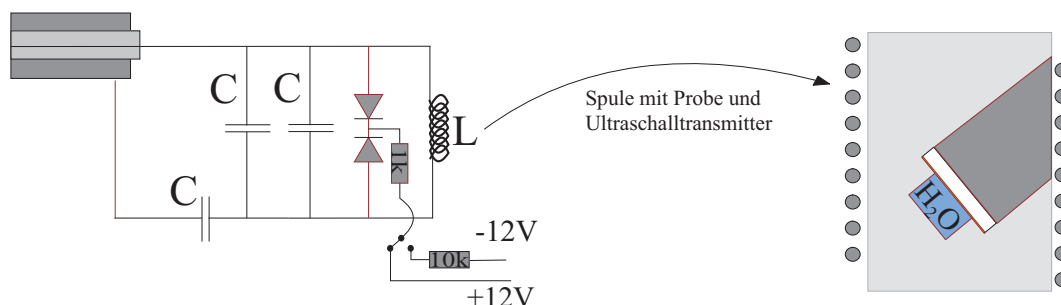 C
C
C
L
1k
-12V
10k
+12V
Spule mit Probe und
Ultraschalltransmitter
H₂O